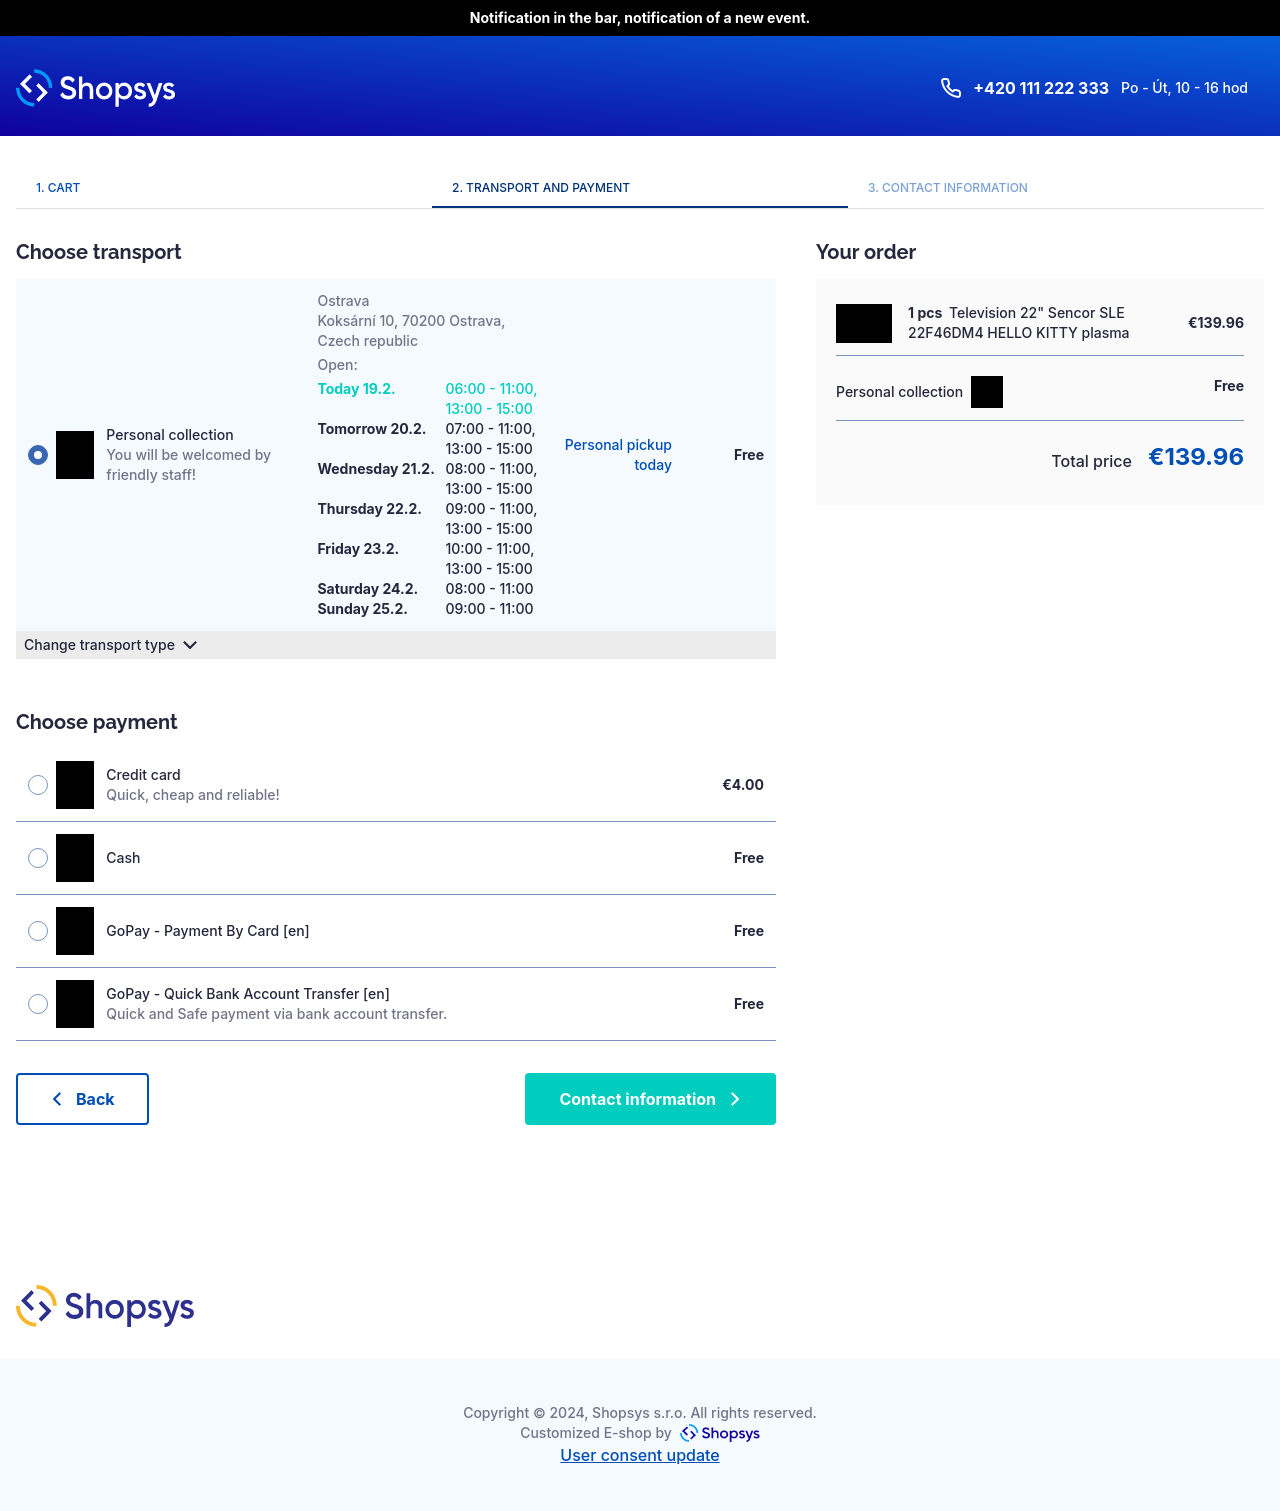 Notification in the bar, notification of a new event.
Shopsys
+420 111 222 333 Po - Út, 10 - 16 hod
1. CART
2. TRANSPORT AND PAYMENT
3. CONTACT INFORMATION
Choose transport
Personal collection
You will be welcomed by
friendly staff!
Ostrava
Koksární 10, 70200 Ostrava,
Czech republic
Open:
Today 19.2. 06:00 - 11:00,
13:00 - 15:00
Tomorrow 20.2. 07:00 - 11:00,
13:00 - 15:00
Wednesday 21.2. 08:00 - 11:00,
13:00 - 15:00
Thursday 22.2. 09:00 - 11:00,
13:00 - 15:00
Friday 23.2. 10:00 - 11:00,
13:00 - 15:00
Saturday 24.2. 08:00 - 11:00
Sunday 25.2. 09:00 - 11:00
Personal pickup
today
Free
Change transport type
Your order
1 pcs Television 22" Sencor SLE
22F46DM4 HELLO KITTY plasma
€139.96
Personal collection
Free
Total price €139.96
Choose payment
Credit card
Quick, cheap and reliable!
€4.00
Cash
Free
GoPay - Payment By Card [en]
Free
GoPay - Quick Bank Account Transfer [en]
Quick and Safe payment via bank account transfer.
Free
Back
Contact information
Shopsys
Copyright © 2024, Shopsys s.r.o. All rights reserved.
Customized E-shop by Shopsys
User consent update